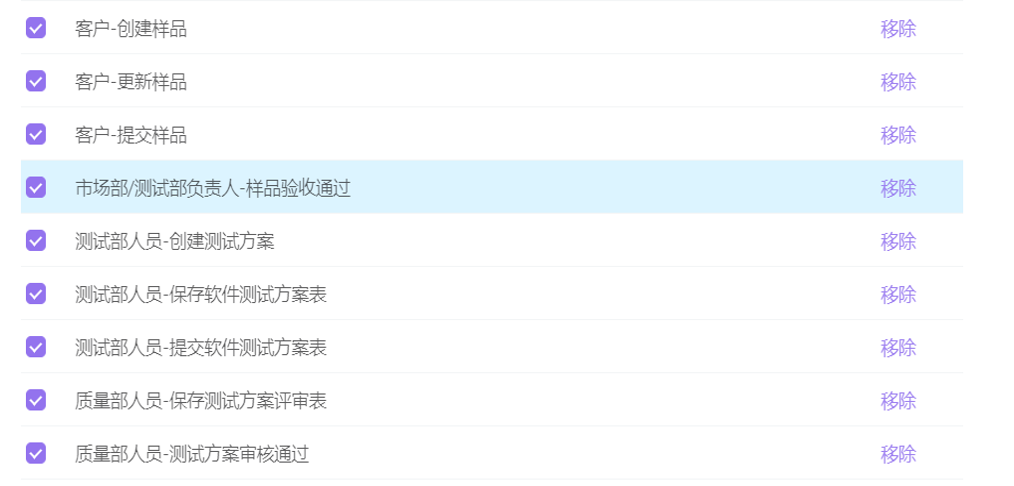 客户-创建样品 移除
客户-更新样品 移除
客户-提交样品 移除
市场部/测试部负责人-样品验收通过 移除
测试部人员-创建测试方案 移除
测试部人员-保存软件测试方案表 移除
测试部人员-提交软件测试方案表 移除
质量部人员-保存测试方案评审表 移除
质量部人员-测试方案审核通过 移除